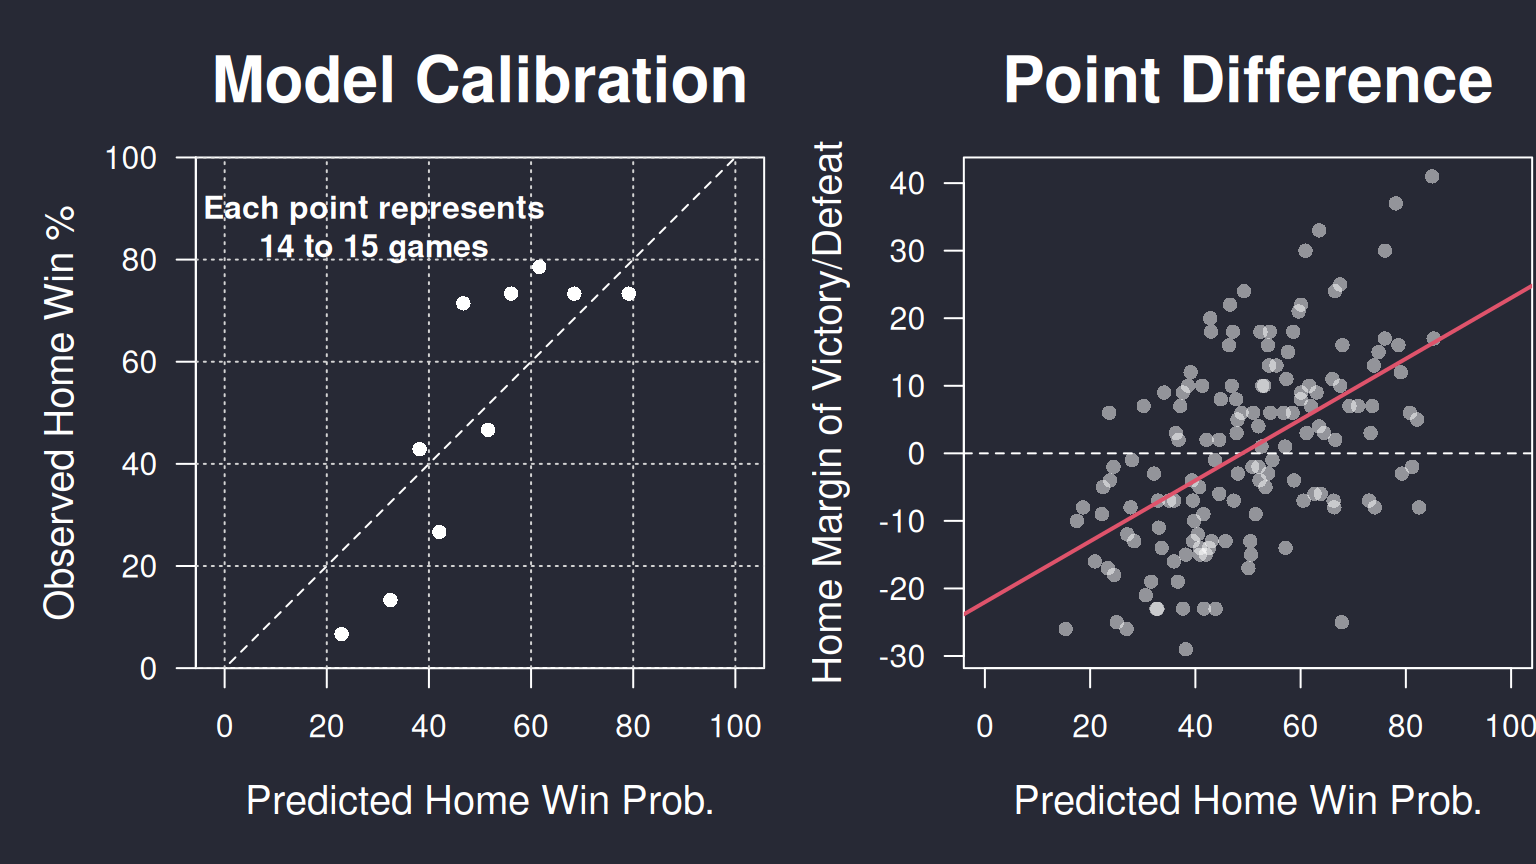 Model Calibration
Each point represents
14 to 15 games
Observed Home Win %
100
80
60
40
20
0
0 20 40 60 80 100
Predicted Home Win Prob.
Point Difference
Home Margin of Victory/Defeat
40
30
20
10
0
-10
-20
-30
0 20 40 60 80 100
Predicted Home Win Prob.